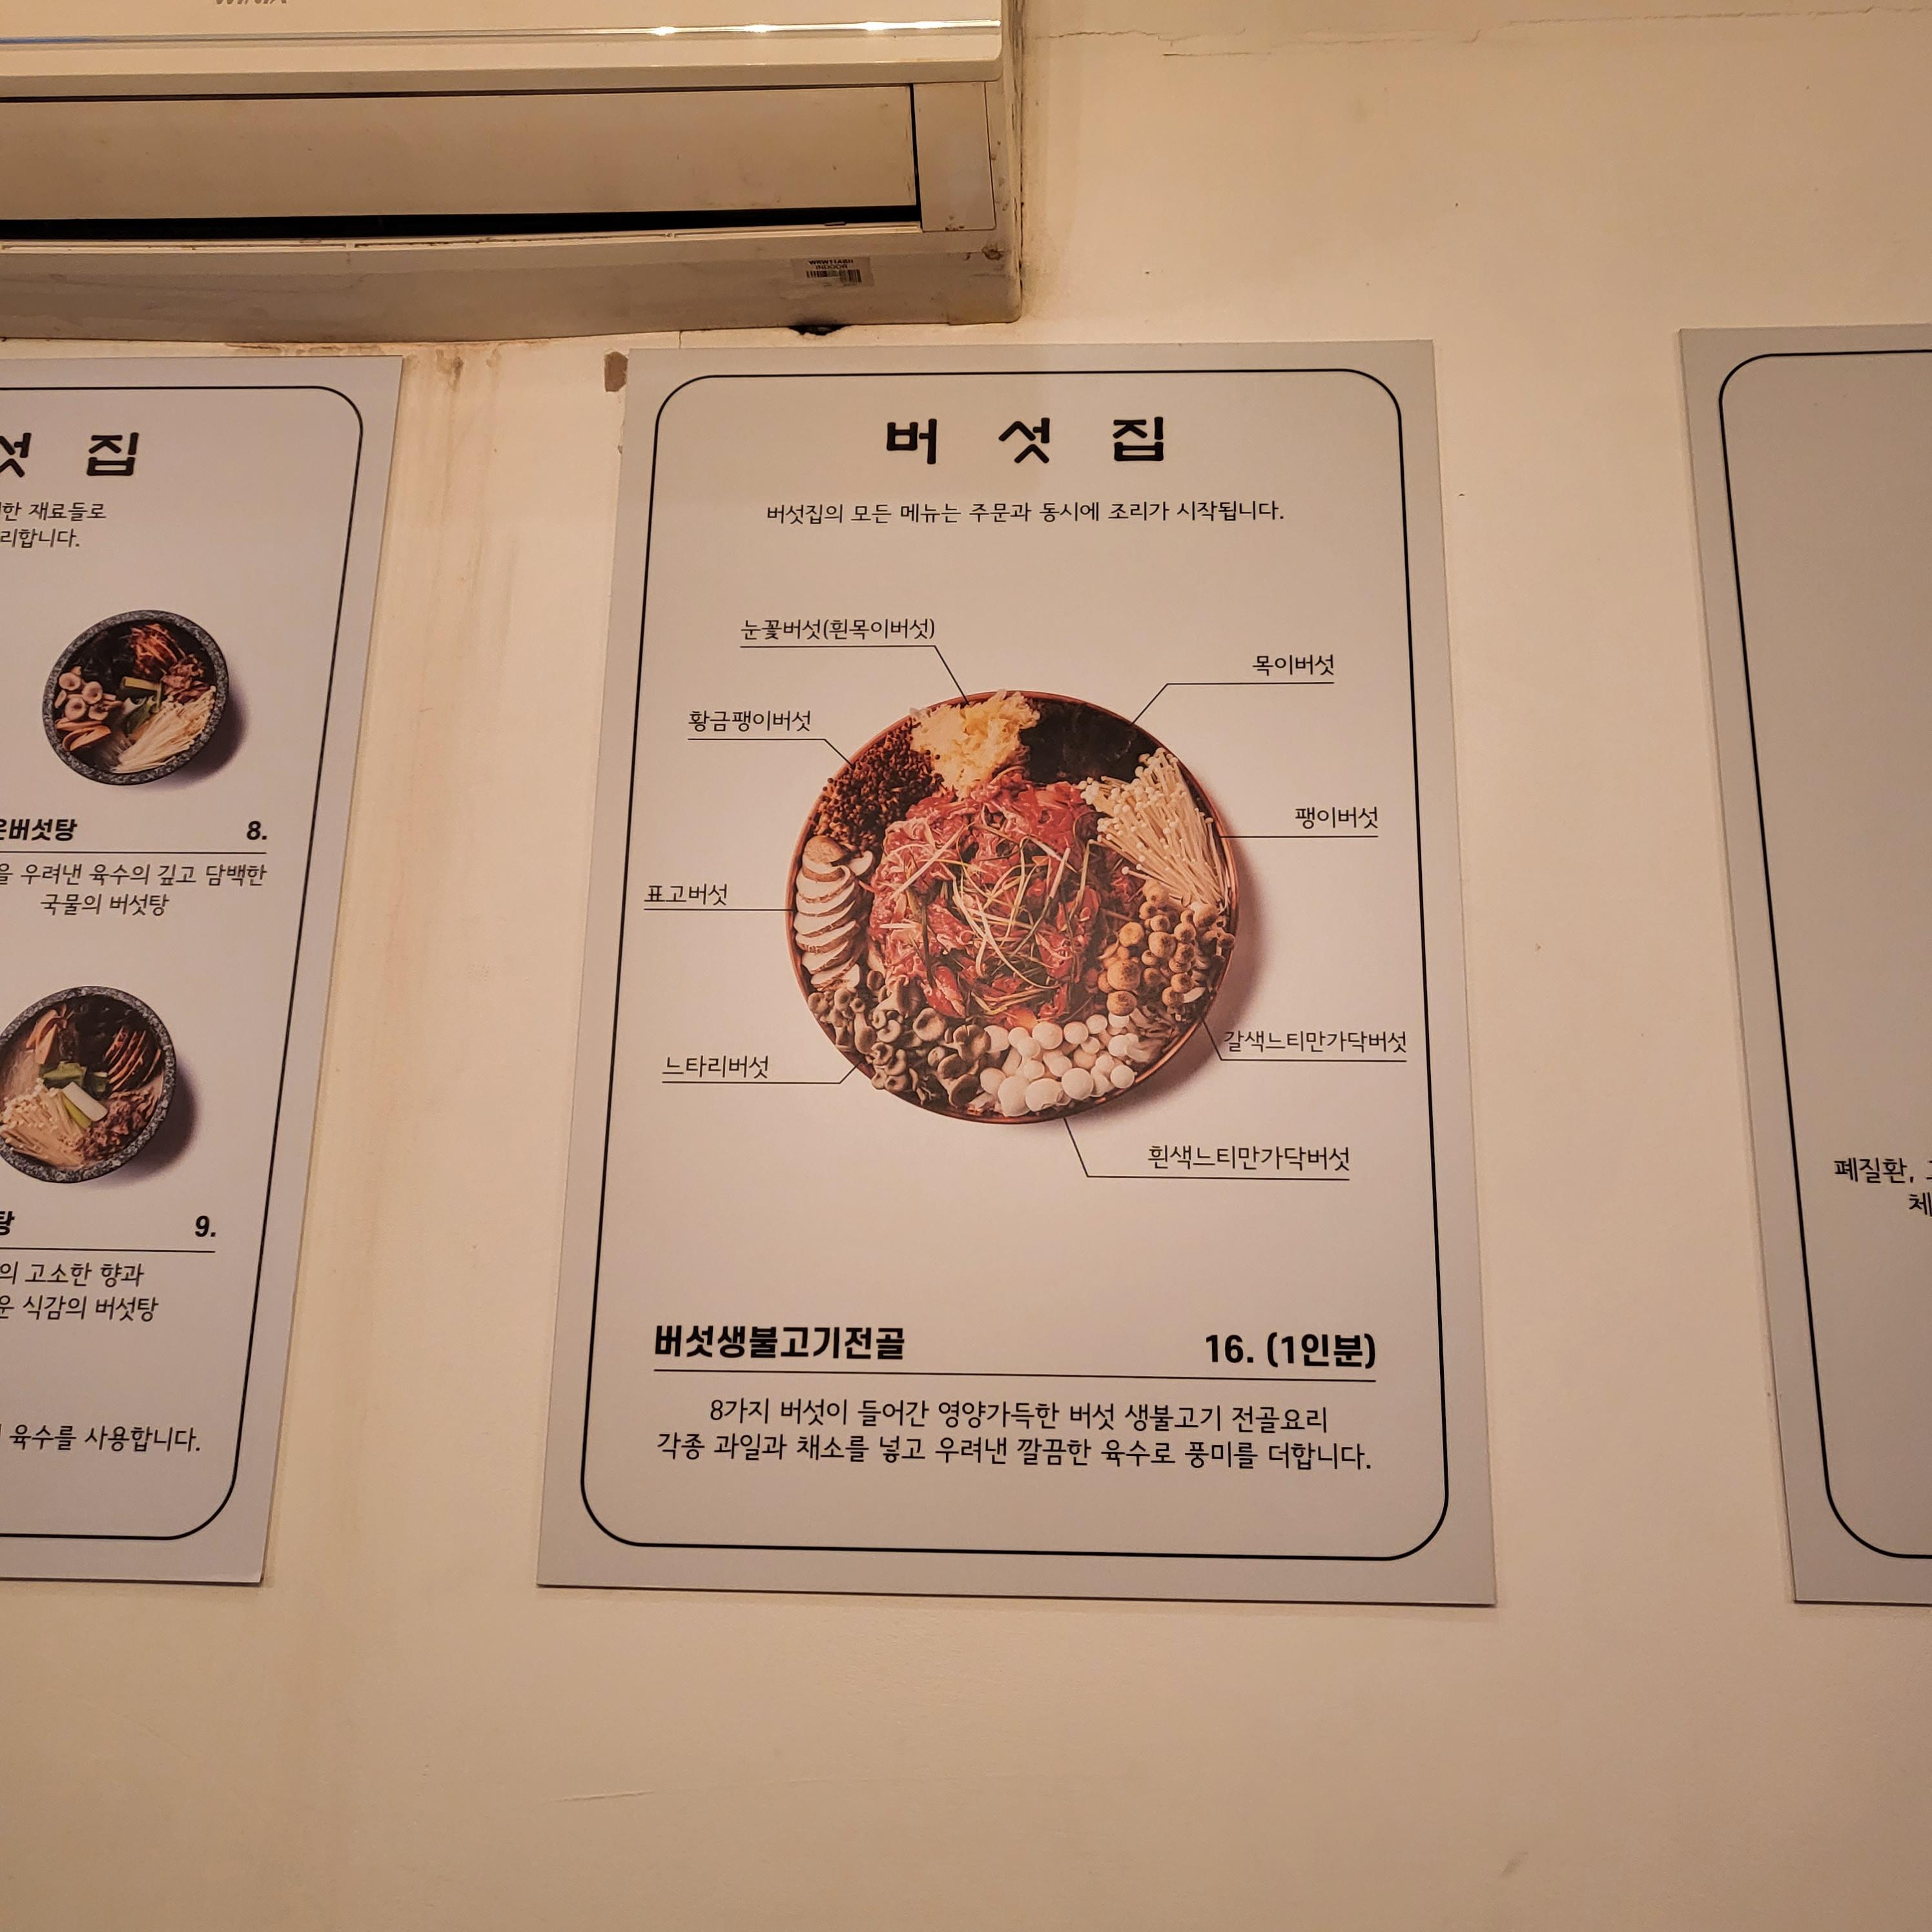 섯 집
한 재료들로
리합니다.
버섯탕 8.
을 우려낸 육수의 깊고 담백한
국물의 버섯탕
탕 9.
의 고소한 향과
운 식감의 버섯탕
육수를 사용합니다.
INDOOR
버 섯 집
버섯집의 모든 메뉴는 주문과 동시에 조리가 시작됩니다.
눈꽃버섯(흰목이버섯)
목이버섯
황금팽이버섯
팽이버섯
표고버섯
갈색느티만가닥버섯
느타리버섯
흰색느티만가닥버섯
버섯생불고기전골 16. (1인분)
8가지 버섯이 들어간 영양가득한 버섯 생불고기 전골요리
각종 과일과 채소를 넣고 우려낸 깔끔한 육수로 풍미를 더합니다.
폐질환,
체